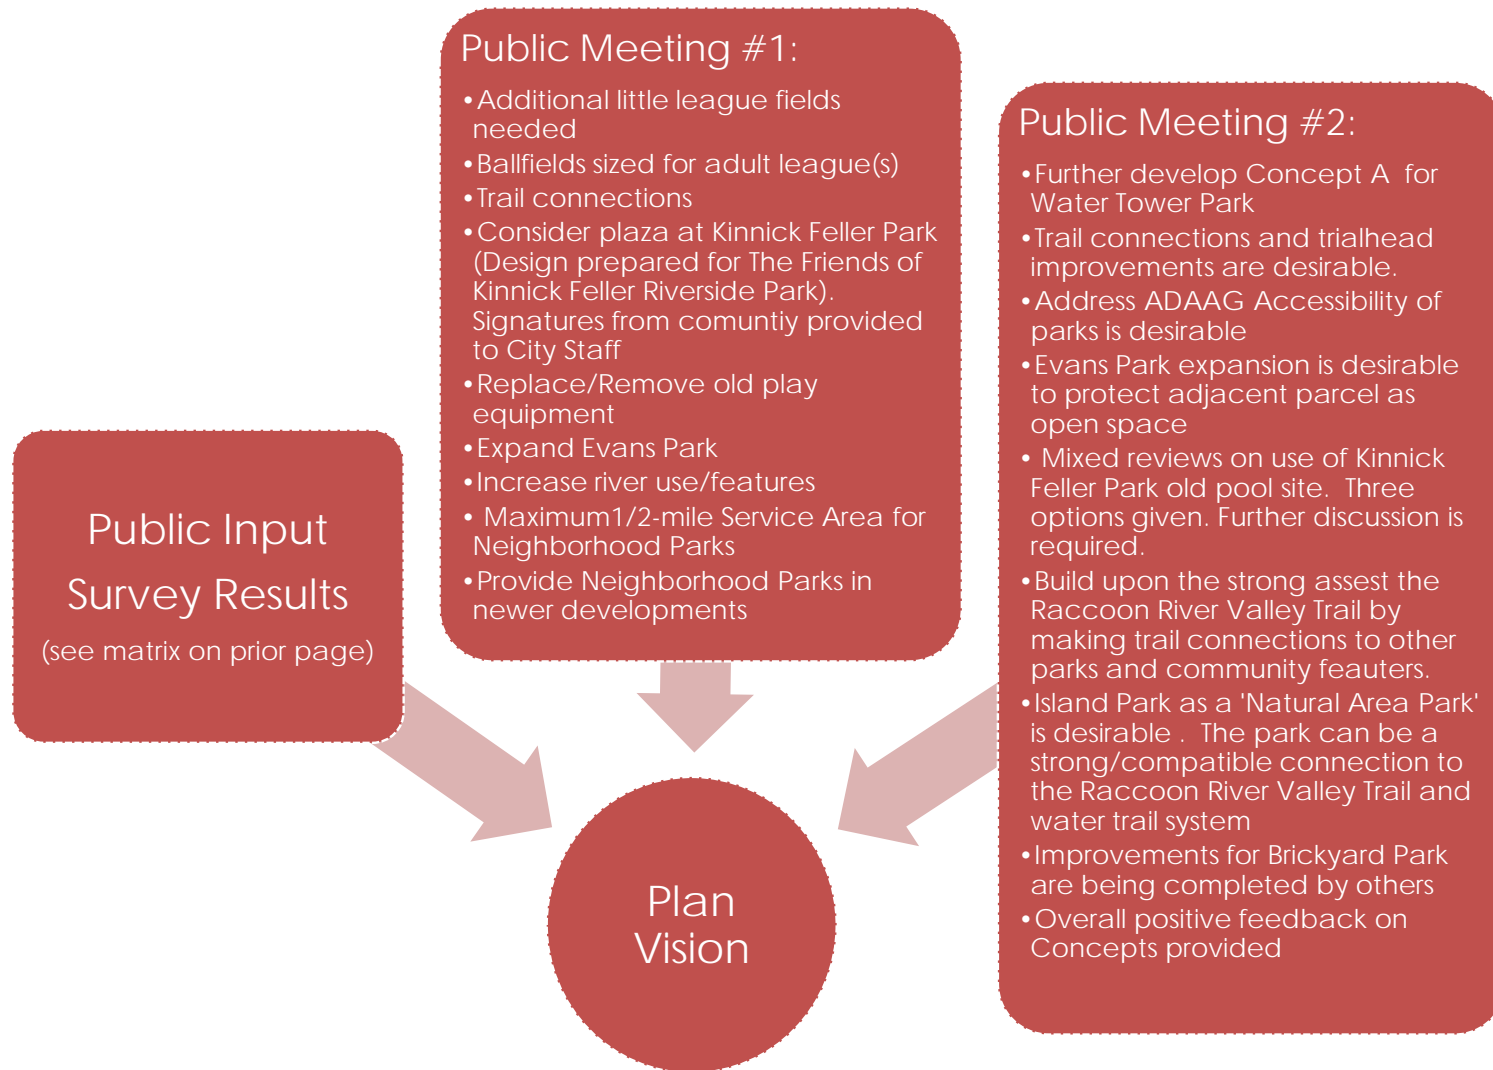 Public Input
Survey Results
(see matrix on prior page)
Public Meeting #1:
•Additional little league fields
needed
•Ballfields sized for adult league(s)
•Trail connections
•Consider plaza at Kinnick Feller Park
(Design prepared for The Friends of
Kinnick Feller Riverside Park).
Signatures from comuntiy provided
to City Staff
•Replace/Remove old play
equipment
•Expand Evans Park
•Increase river use/features
• Maximum1/2-mile Service Area for
Neighborhood Parks
•Provide Neighborhood Parks in
newer developments
Public Meeting #2:
•Further develop Concept A  for
Water Tower Park
•Trail connections and trialhead
improvements are desirable.
•Address ADAAG Accessibility of
parks is desirable
•Evans Park expansion is desirable
to protect adjacent parcel as
open space
• Mixed reviews on use of Kinnick
Feller Park old pool site.  Three
options given. Further discussion is
required.
•Build upon the strong assest the
Raccoon River Valley Trail by
making trail connections to other
parks and community feauters.
•Island Park as a 'Natural Area Park'
is desirable .  The park can be a
strong/compatible connection to
the Raccoon River Valley Trail and
water trail system
•Improvements for Brickyard Park
are being completed by others
•Overall positive feedback on
Concepts provided
Plan
Vision